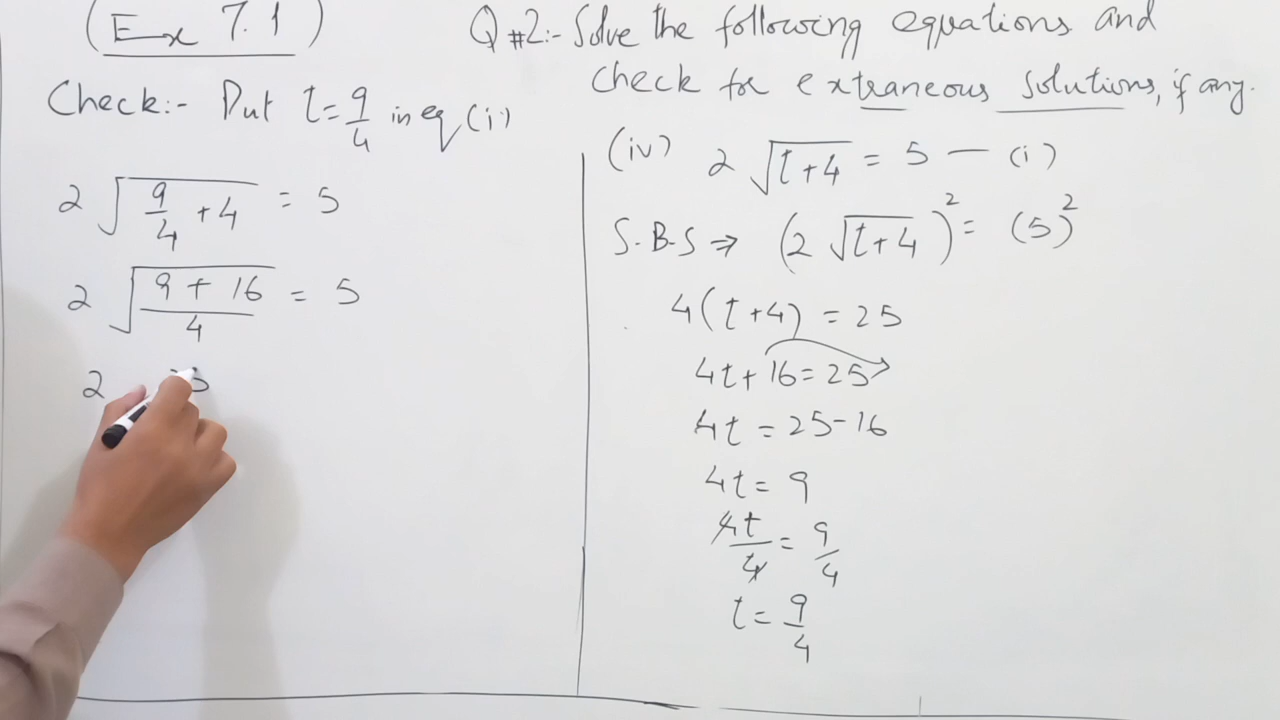 (Ex 7.1)
Q #2:- Solve the following equations and
check for extraneous solutions, if any.
(iv) 2√(t+4) = 5 — (i)
S.B.S ⇒ (2√(t+4))² = (5)²
4(t+4) = 25
4t+16=25
4t = 25-16
4t = 9
4t/4 = 9/4
t = 9/4
Check:- Put t = 9/4 in eq (i)
2√(9/4 + 4) = 5
2√((9 + 16)/4) = 5
2